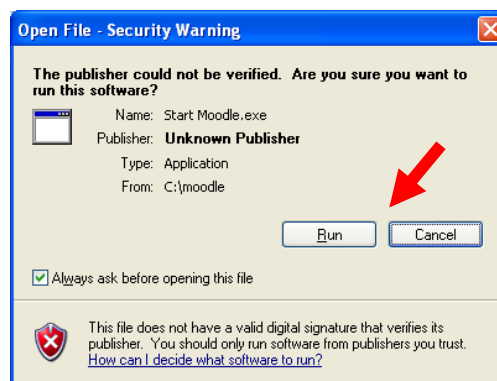 Open File - Security Warning
The publisher could not be verified.  Are you sure you want to
run this software?
Name: Start Moodle.exe
Publisher: Unknown Publisher
Type: Application
From: C:\moodle
Run Cancel
Always ask before opening this file
This file does not have a valid digital signature that verifies its
publisher.  You should only run software from publishers you trust.
How can I decide what software to run?